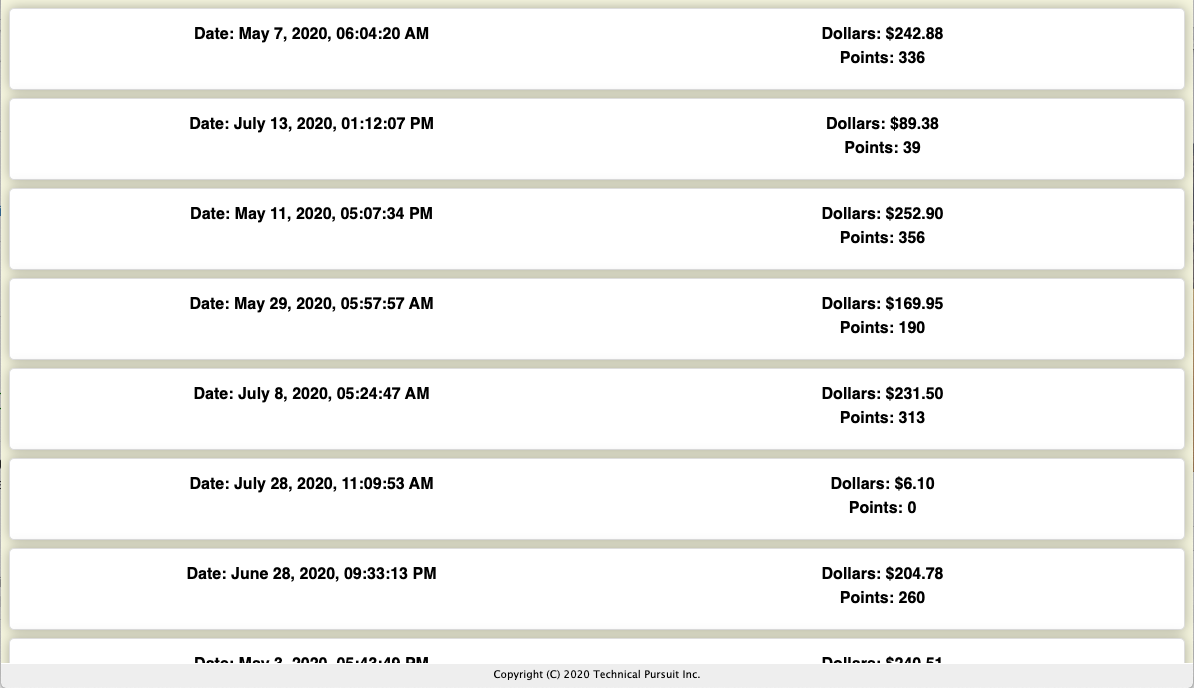 Date: May 7, 2020, 06:04:20 AM
Dollars: $242.88
Points: 336
Date: July 13, 2020, 01:12:07 PM
Dollars: $89.38
Points: 39
Date: May 11, 2020, 05:07:34 PM
Dollars: $252.90
Points: 356
Date: May 29, 2020, 05:57:57 AM
Dollars: $169.95
Points: 190
Date: July 8, 2020, 05:24:47 AM
Dollars: $231.50
Points: 313
Date: July 28, 2020, 11:09:53 AM
Dollars: $6.10
Points: 0
Date: June 28, 2020, 09:33:13 PM
Dollars: $204.78
Points: 260
Date: May 3, 2020, 05:43:49 PM
Dollars: $240.51
Copyright (C) 2020 Technical Pursuit Inc.